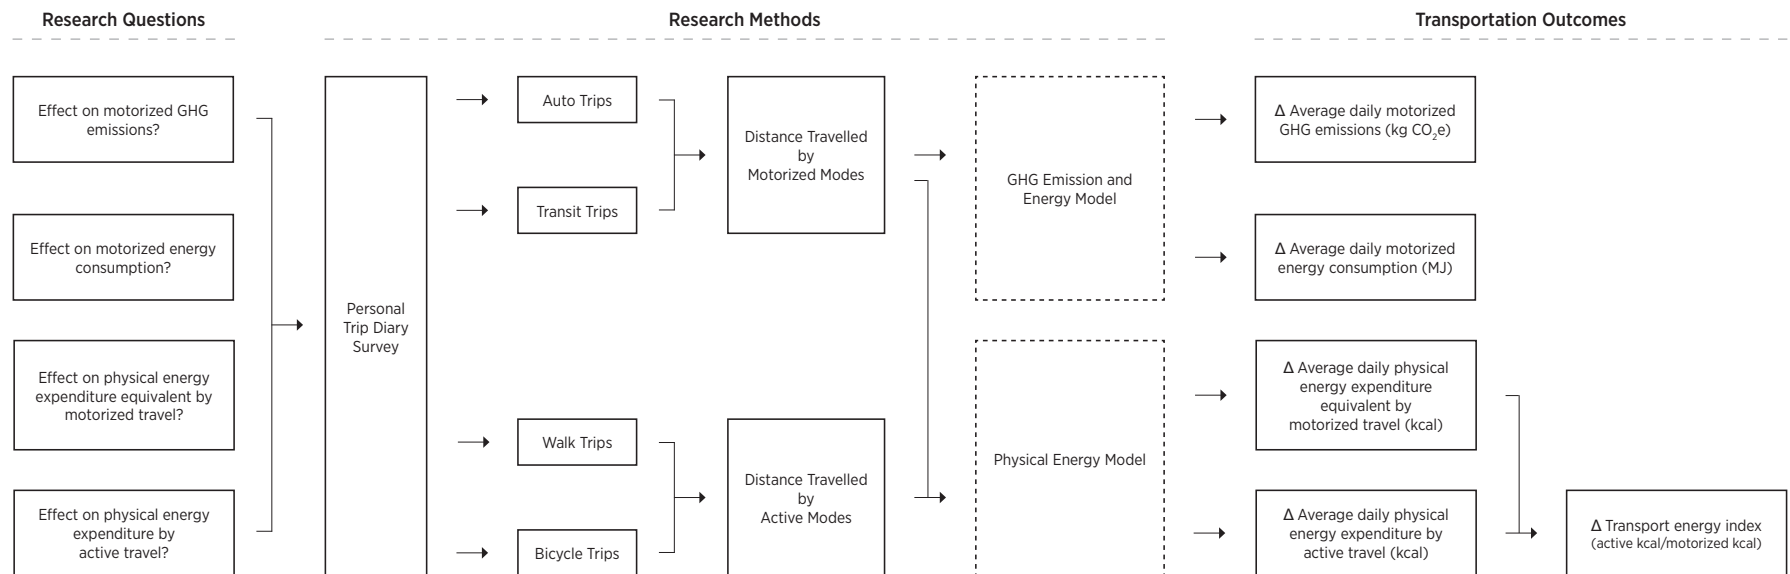 Research Questions
Research Methods
Transportation Outcomes
Effect on motorized GHG
emissions?
Effect on motorized energy
consumption?
Effect on physical energy
expenditure equivalent by
motorized travel?
Effect on physical energy
expenditure by
active travel?
Personal
Trip Diary
Survey
Auto Trips
Transit Trips
Walk Trips
Bicycle Trips
Distance Travelled
by
Motorized Modes
Distance Travelled
by
Active Modes
GHG Emission and
Energy Model
Physical Energy Model
Δ Average daily motorized
GHG emissions (kg CO₂e)
Δ Average daily motorized
energy consumption (MJ)
Δ Average daily physical
energy expenditure
equivalent by
motorized travel (kcal)
Δ Average daily physical
energy expenditure by
active travel (kcal)
Δ Transport energy index
(active kcal/motorized kcal)